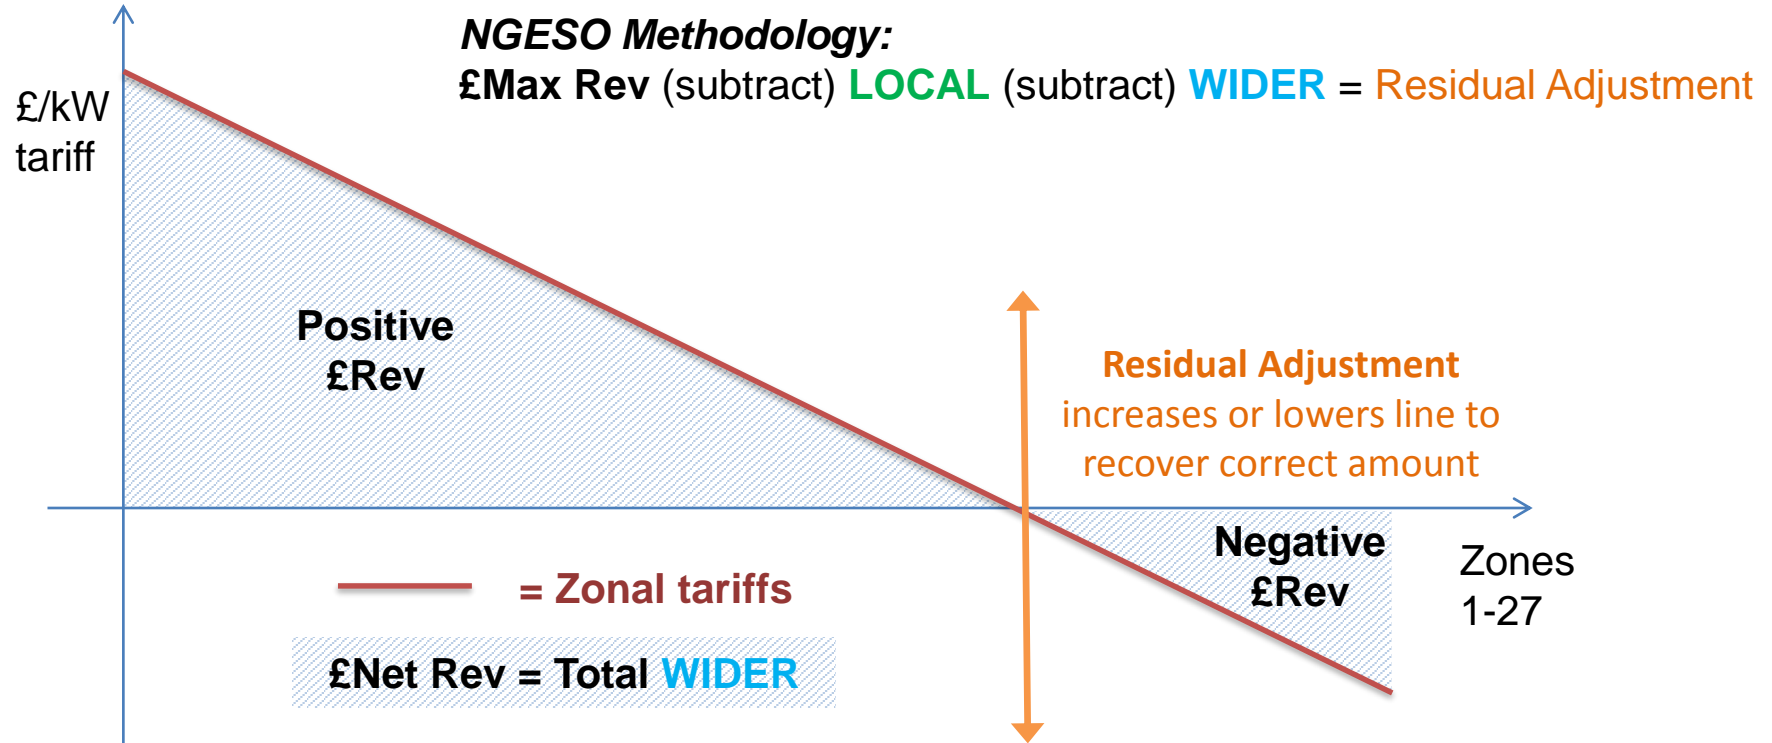 NGESO Methodology:
£Max Rev (subtract) LOCAL (subtract) WIDER = Residual Adjustment
£/kW
tariff
Positive
£Rev
Residual Adjustment
increases or lowers line to
recover correct amount
Negative
£Rev
Zones
1-27
= Zonal tariffs
£Net Rev = Total WIDER